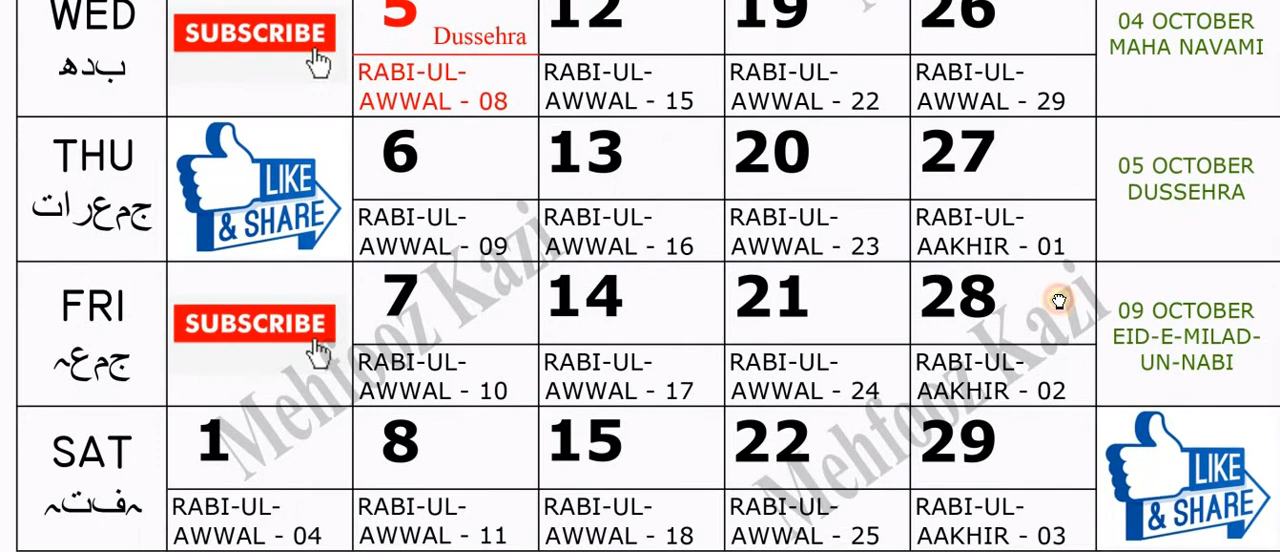 WED
بدھ
SUBSCRIBE
5
Dussehra
RABI-UL-
AWWAL - 08
12
RABI-UL-
AWWAL - 15
19
RABI-UL-
AWWAL - 22
26
RABI-UL-
AWWAL - 29
04 OCTOBER
MAHA NAVAMI
THU
جمعرات
LIKE
& SHARE
6
RABI-UL-
AWWAL - 09
13
RABI-UL-
AWWAL - 16
20
RABI-UL-
AWWAL - 23
27
RABI-UL-
AAKHIR - 01
05 OCTOBER
DUSSEHRA
FRI
جمعہ
SUBSCRIBE
7
RABI-UL-
AWWAL - 10
14
RABI-UL-
AWWAL - 17
21
RABI-UL-
AWWAL - 24
28
RABI-UL-
AAKHIR - 02
09 OCTOBER
EID-E-MILAD-
UN-NABI
SAT
ہفتہ
1
RABI-UL-
AWWAL - 04
8
RABI-UL-
AWWAL - 11
15
RABI-UL-
AWWAL - 18
22
RABI-UL-
AWWAL - 25
29
RABI-UL-
AAKHIR - 03
LIKE
& SHARE
Mehfooz Kazi
Mehfooz Kazi